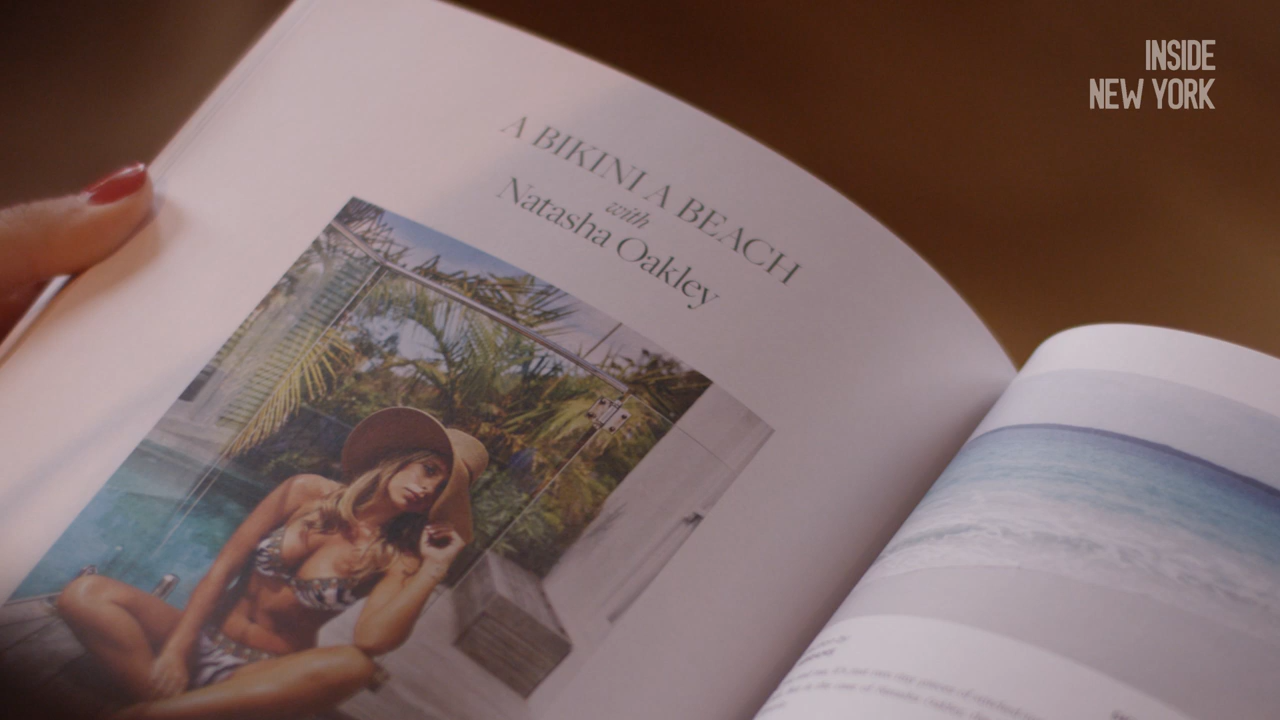 INSIDE
NEW YORK
A BIKINI A BEACH
with
Natasha Oakley